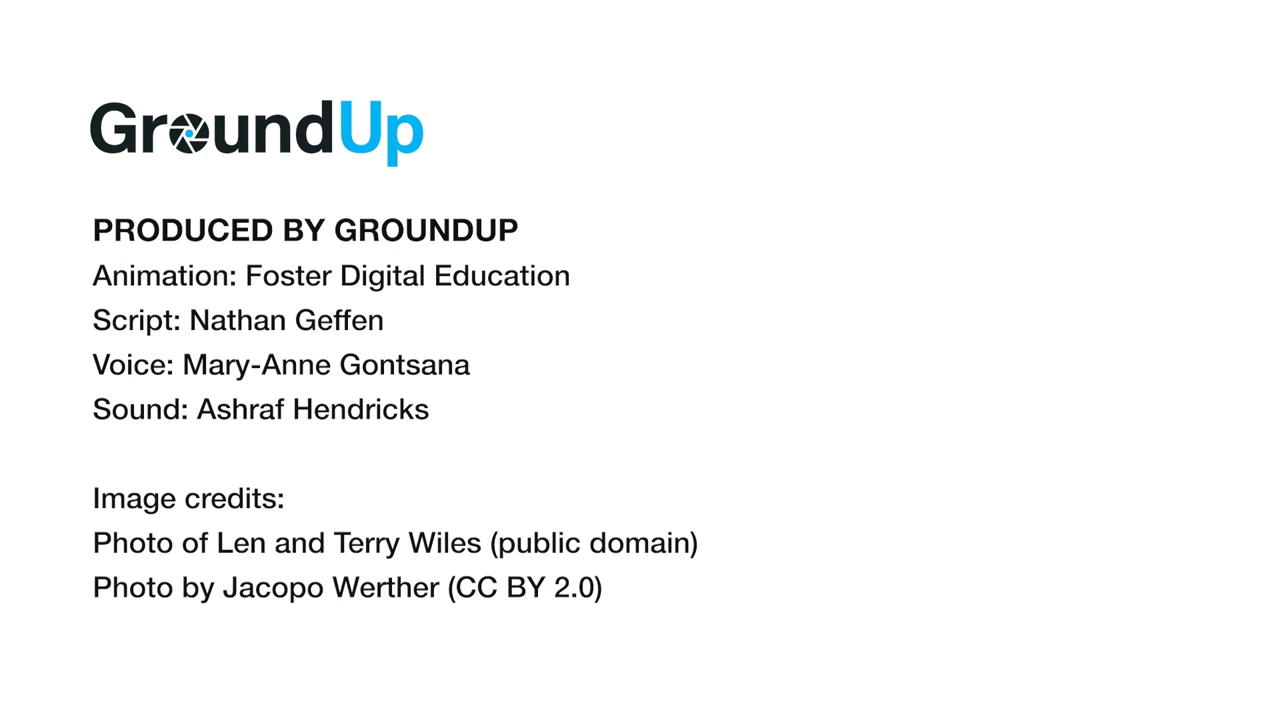 GroundUp
PRODUCED BY GROUNDUP
Animation: Foster Digital Education
Script: Nathan Geffen
Voice: Mary-Anne Gontsana
Sound: Ashraf Hendricks
Image credits:
Photo of Len and Terry Wiles (public domain)
Photo by Jacopo Werther (CC BY 2.0)